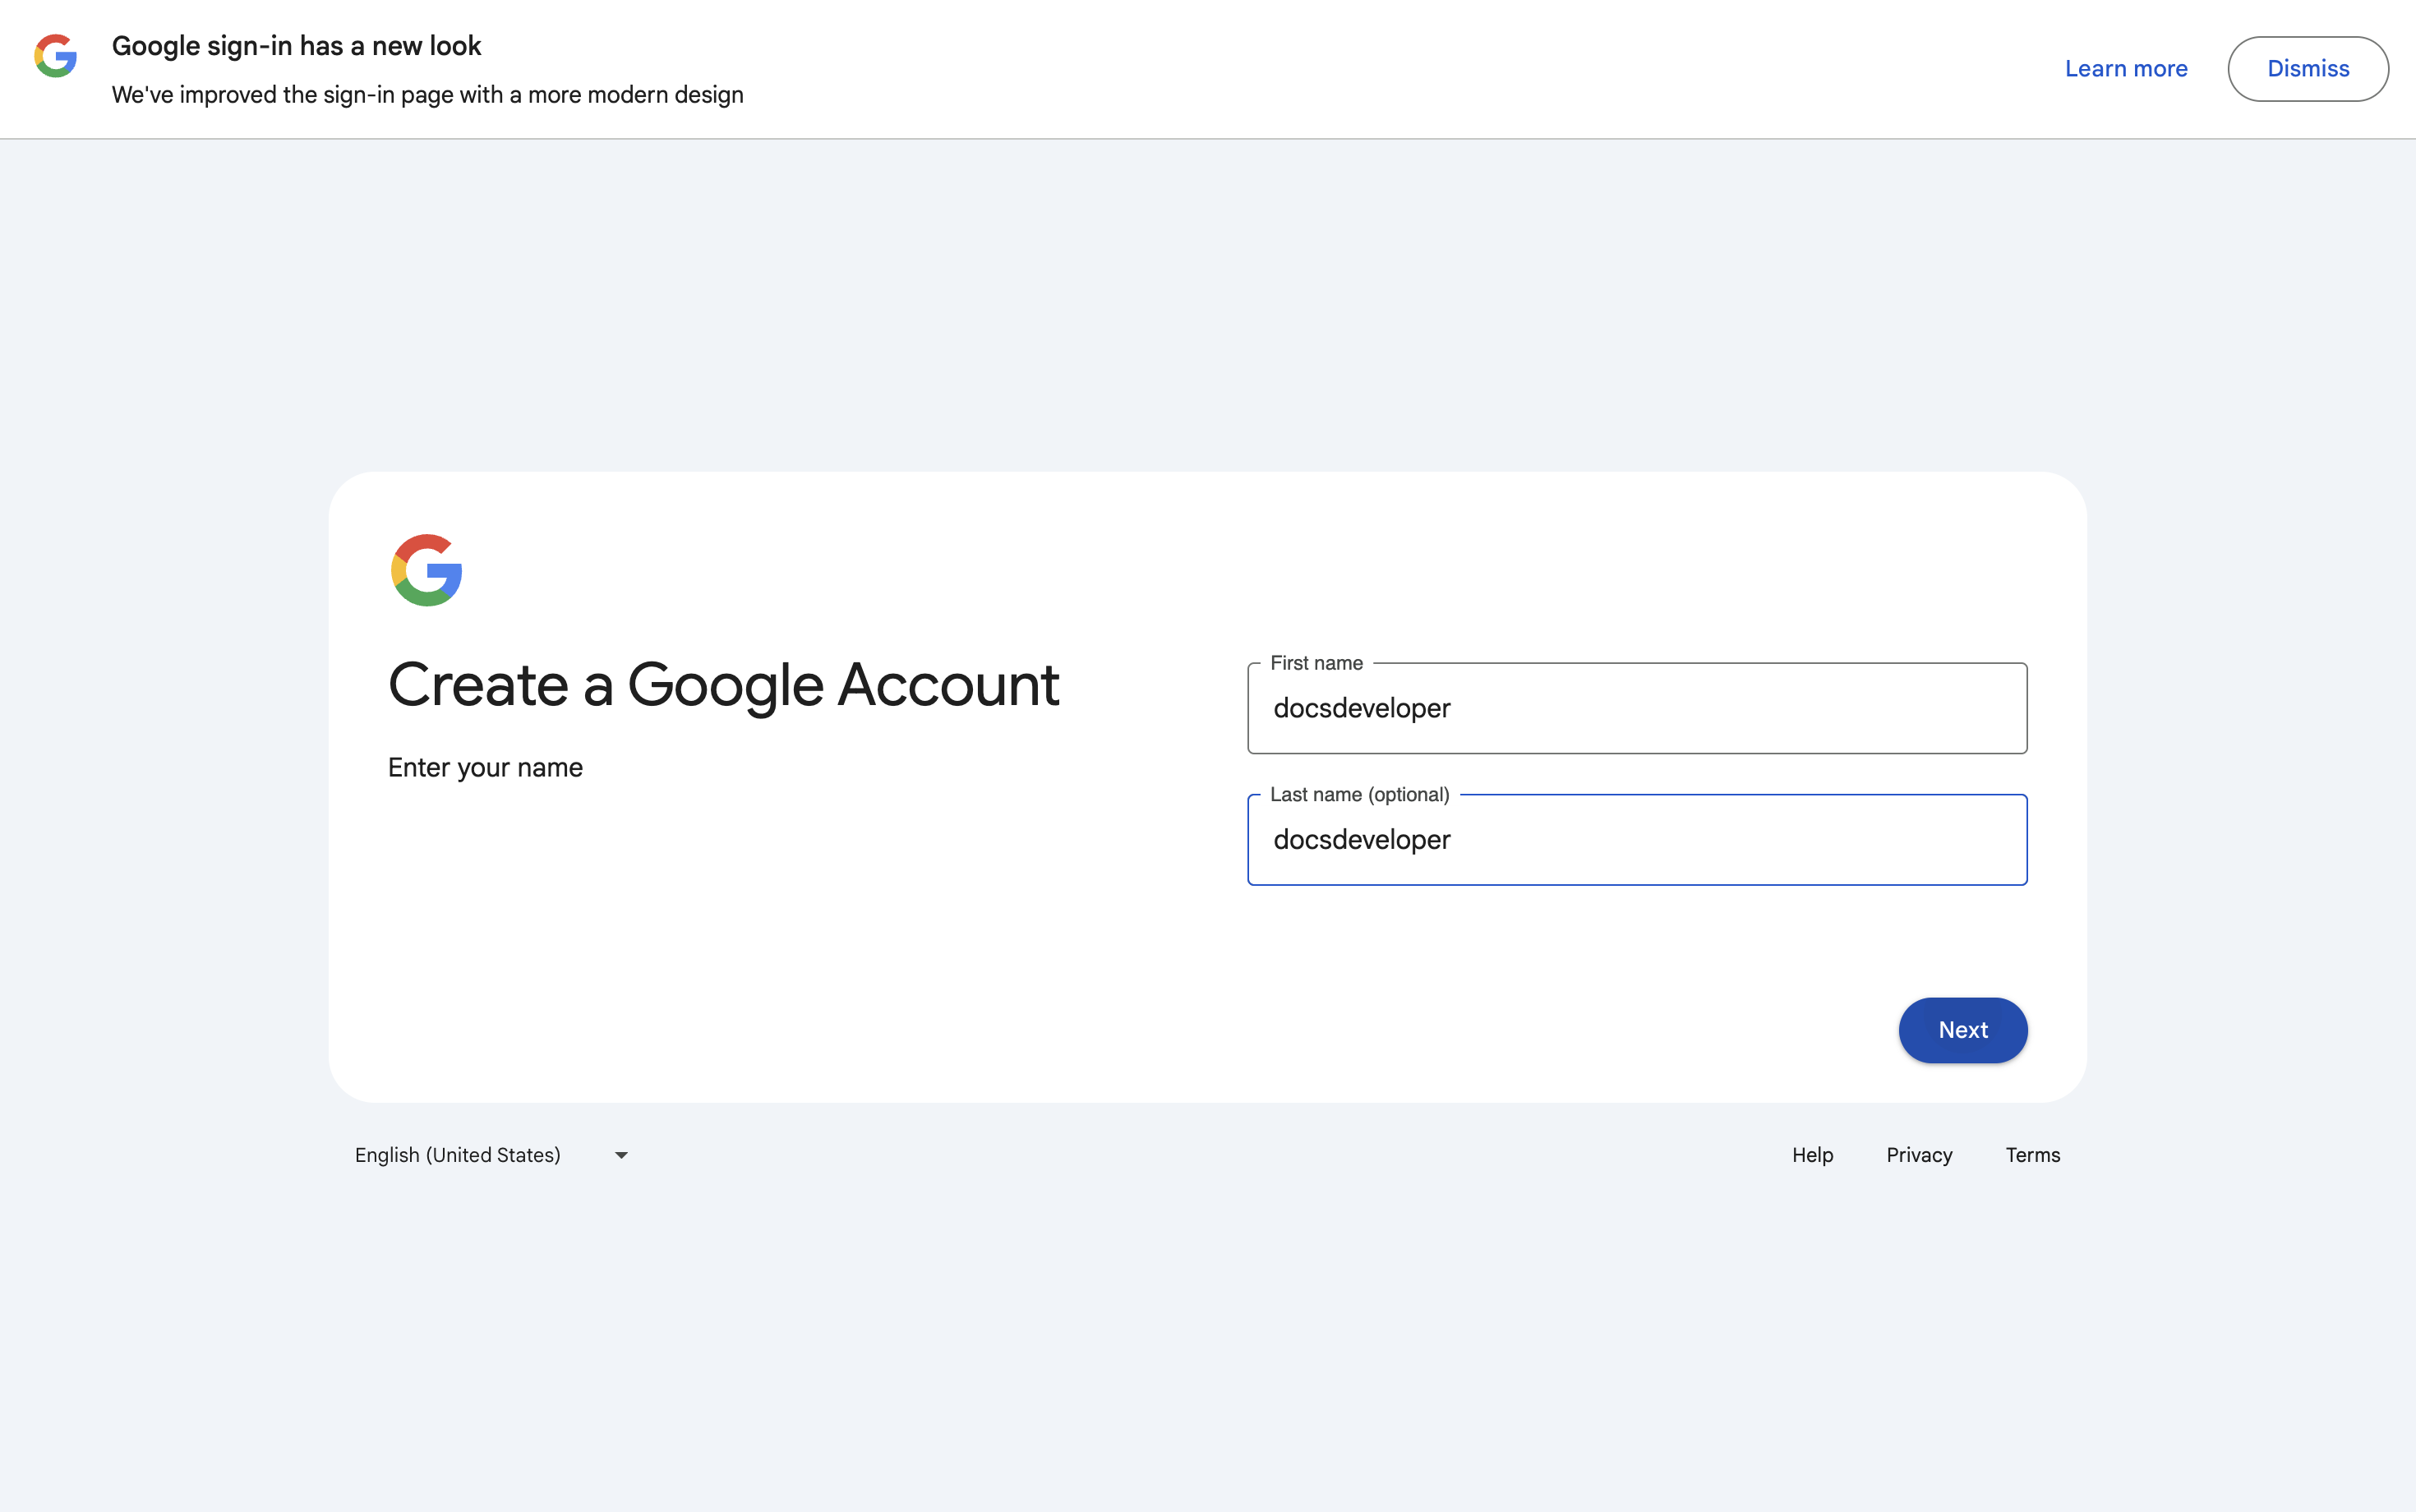 Google sign-in has a new look
We've improved the sign-in page with a more modern design
Learn more
Dismiss
Create a Google Account
Enter your name
First name
docsdeveloper
Last name (optional)
docsdeveloper
Next
English (United States)
Help
Privacy
Terms